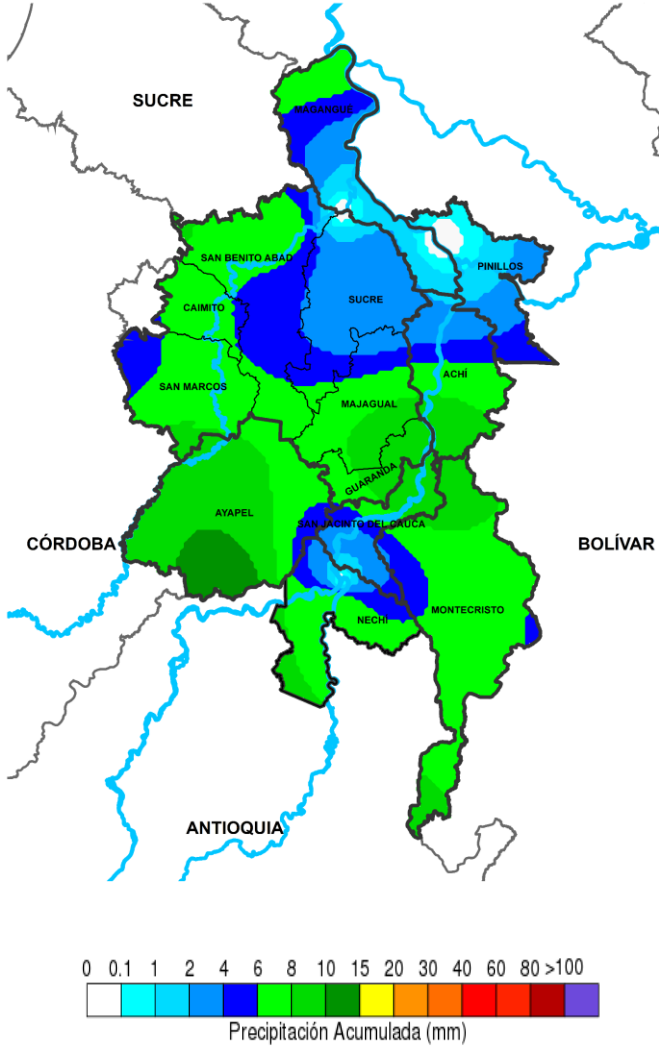 SUCRE
MAGANGUÉ
SAN BENITO ABAD
PINILLOS
SUCRE
CAIMITO
ACHÍ
SAN MARCOS
MAJAGUAL
GUARANDA
AYAPEL
SAN JACINTO DEL CAUCA
CÓRDOBA
BOLÍVAR
MONTECRISTO
NECHÍ
ANTIOQUIA
0 0.1 1 2 4 6 8 10 15 20 30 40 60 80 >100
Precipitación Acumulada (mm)